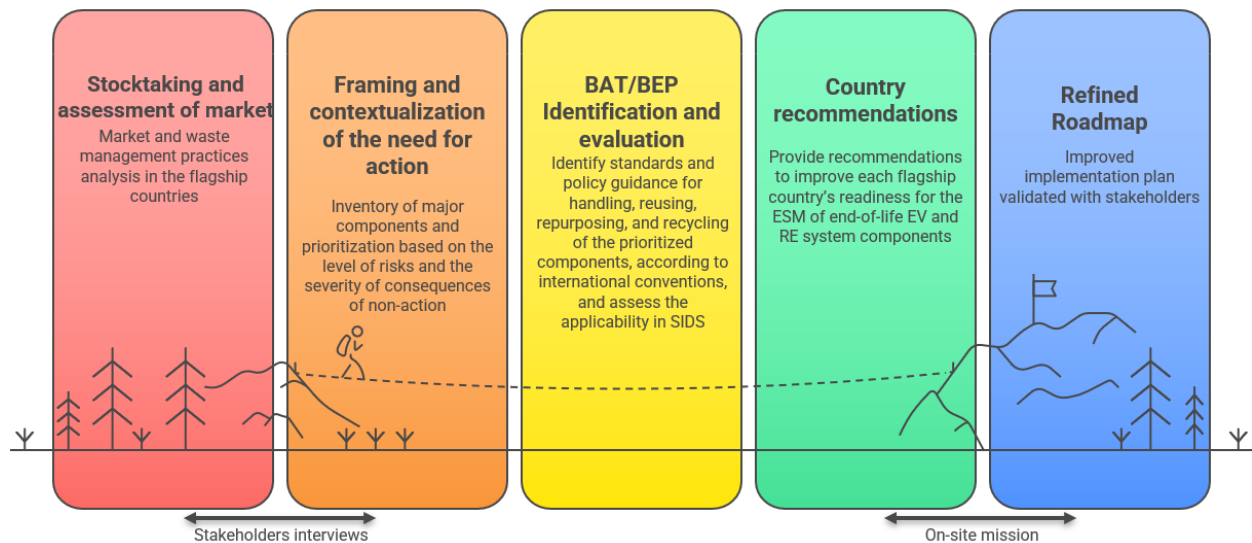 Stocktaking and
assessment of market
Market and waste
management practices
analysis in the flagship
countries
Framing and
contextualization
of the need for
action
Inventory of major
components and
prioritization based on the
level of risks and the
severity of consequences
of non-action
BAT/BEP
Identification and
evaluation
Identify standards and
policy guidance for
handling, reusing,
repurposing, and recycling
of the prioritized
components, according to
international conventions,
and assess the
applicability in SIDS
Country
recommendations
Provide recommendations
to improve each flagship
country's readiness for the
ESM of end-of-life EV and
RE system components
Refined
Roadmap
Improved
implementation plan
validated with stakeholders
Stakeholders interviews
On-site mission